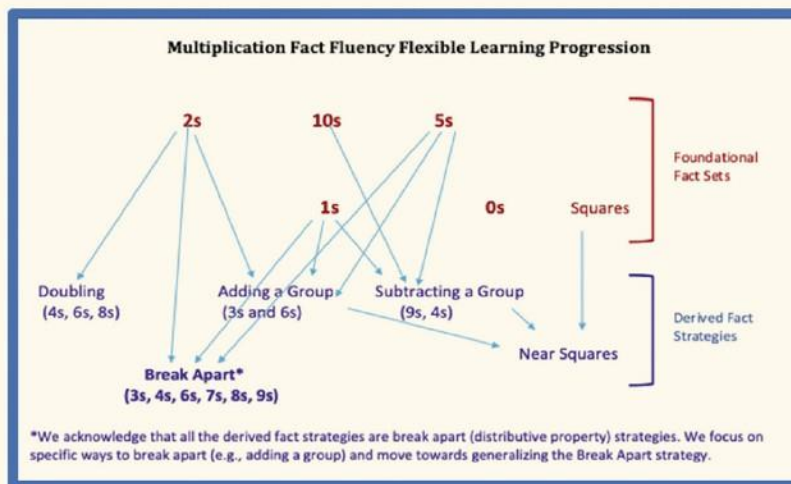 Multiplication Fact Fluency Flexible Learning Progression
2s
10s
5s
1s
0s
Squares
Foundational
Fact Sets
Doubling
(4s, 6s, 8s)
Adding a Group
(3s and 6s)
Subtracting a Group
(9s, 4s)
Near Squares
Derived Fact
Strategies
Break Apart*
(3s, 4s, 6s, 7s, 8s, 9s)
*We acknowledge that all the derived fact strategies are break apart (distributive property) strategies. We focus on
specific ways to break apart (e.g., adding a group) and move towards generalizing the Break Apart strategy.